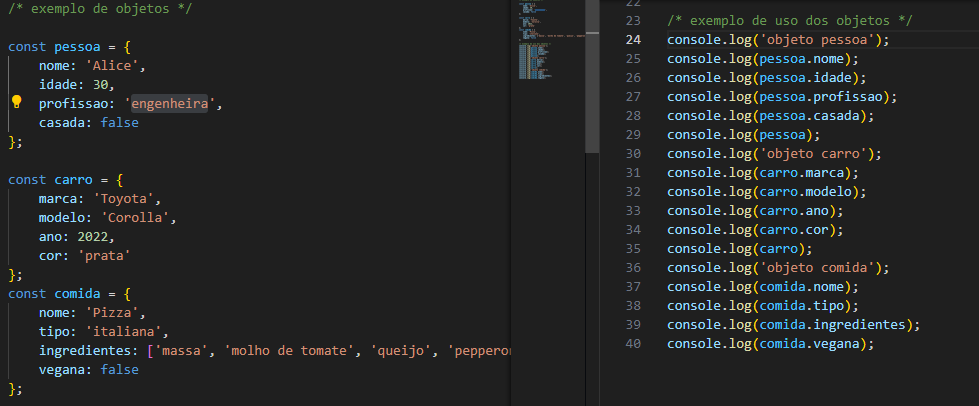 /* exemplo de objetos */
const pessoa = {
nome: 'Alice',
idade: 30,
profissao: 'engenheira',
casada: false
};
const carro = {
marca: 'Toyota',
modelo: 'Corolla',
ano: 2022,
cor: 'prata'
};
const comida = {
nome: 'Pizza',
tipo: 'italiana',
ingredientes: ['massa', 'molho de tomate', 'queijo', 'pepperon
vegana: false
};
22
23 /* exemplo de uso dos objetos */
24 console.log('objeto pessoa');
25 console.log(pessoa.nome);
26 console.log(pessoa.idade);
27 console.log(pessoa.profissao);
28 console.log(pessoa.casada);
29 console.log(pessoa);
30 console.log('objeto carro');
31 console.log(carro.marca);
32 console.log(carro.modelo);
33 console.log(carro.ano);
34 console.log(carro.cor);
35 console.log(carro);
36 console.log('objeto comida');
37 console.log(comida.nome);
38 console.log(comida.tipo);
39 console.log(comida.ingredientes);
40 console.log(comida.vegana);